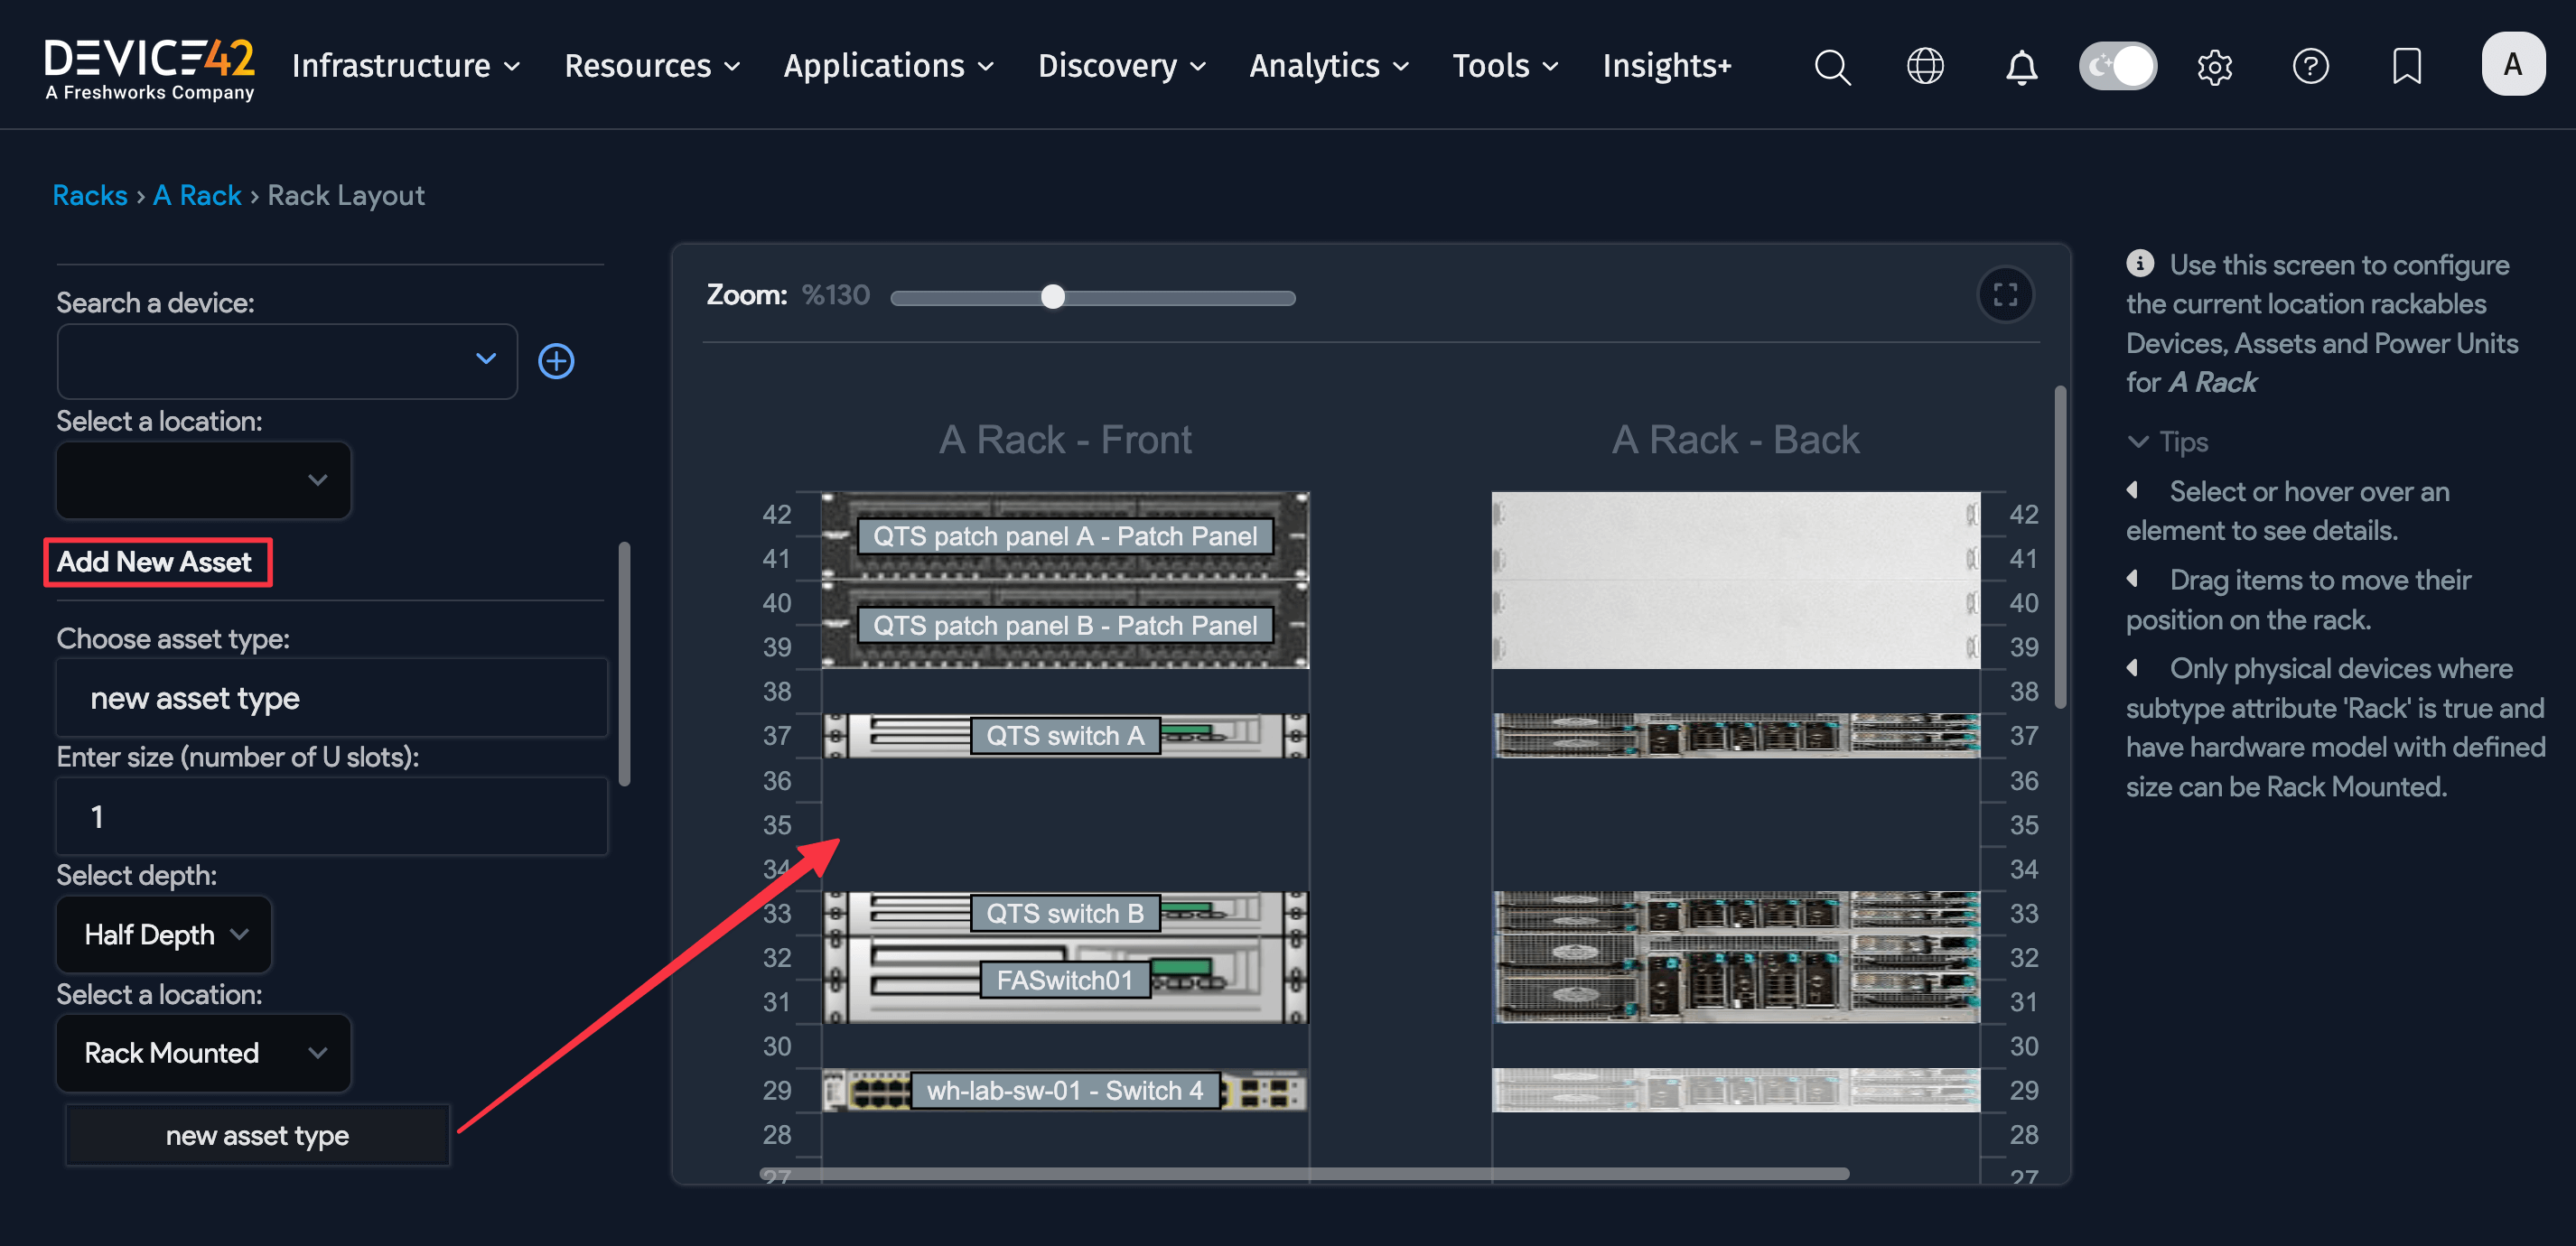 DEVICE42
A Freshworks Company
Infrastructure
Resources
Applications
Discovery
Analytics
Tools
Insights+
A
Racks › A Rack › Rack Layout
Search a device:
Select a location:
Add New Asset
Choose asset type:
new asset type
Enter size (number of U slots):
1
Select depth:
Half Depth
Select a location:
Rack Mounted
new asset type
Zoom: %130
A Rack - Front
42
41
40
39
38
37
36
35
34
33
32
31
30
29
28
27
QTS patch panel A - Patch Panel
QTS patch panel B - Patch Panel
QTS switch A
QTS switch B
FASwitch01
wh-lab-sw-01 - Switch 4
A Rack - Back
42
41
40
39
38
37
36
35
34
33
32
31
30
29
28
27
Use this screen to configure
the current location rackables
Devices, Assets and Power Units
for A Rack
Tips
Select or hover over an
element to see details.
Drag items to move their
position on the rack.
Only physical devices where
subtype attribute 'Rack' is true and
have hardware model with defined
size can be Rack Mounted.